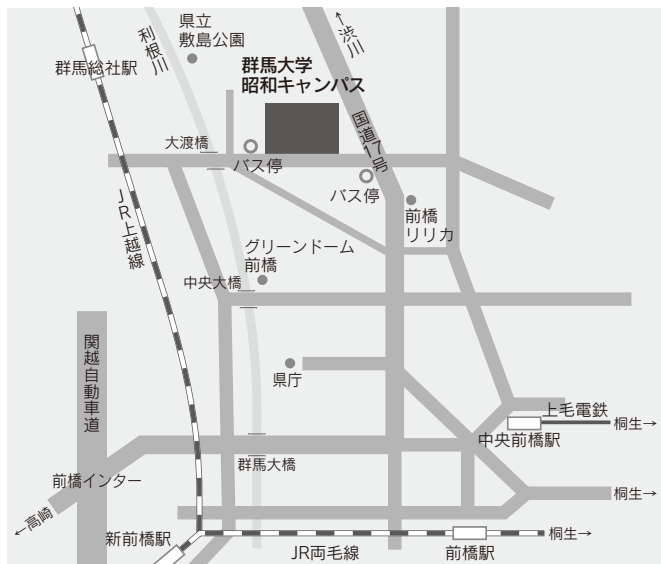 県立
敷島公園
←渋川
利根川
群馬総社駅
群馬大学
昭和キャンパス
国道17号
大渡橋
バス停
バス停
JR上越線
前橋
リリカ
グリーンドーム
前橋
中央大橋
関越自動車道
県庁
上毛電鉄
桐生→
中央前橋駅
群馬大橋
前橋インター
桐生→
←高崎
新前橋駅
JR両毛線
前橋駅
桐生→